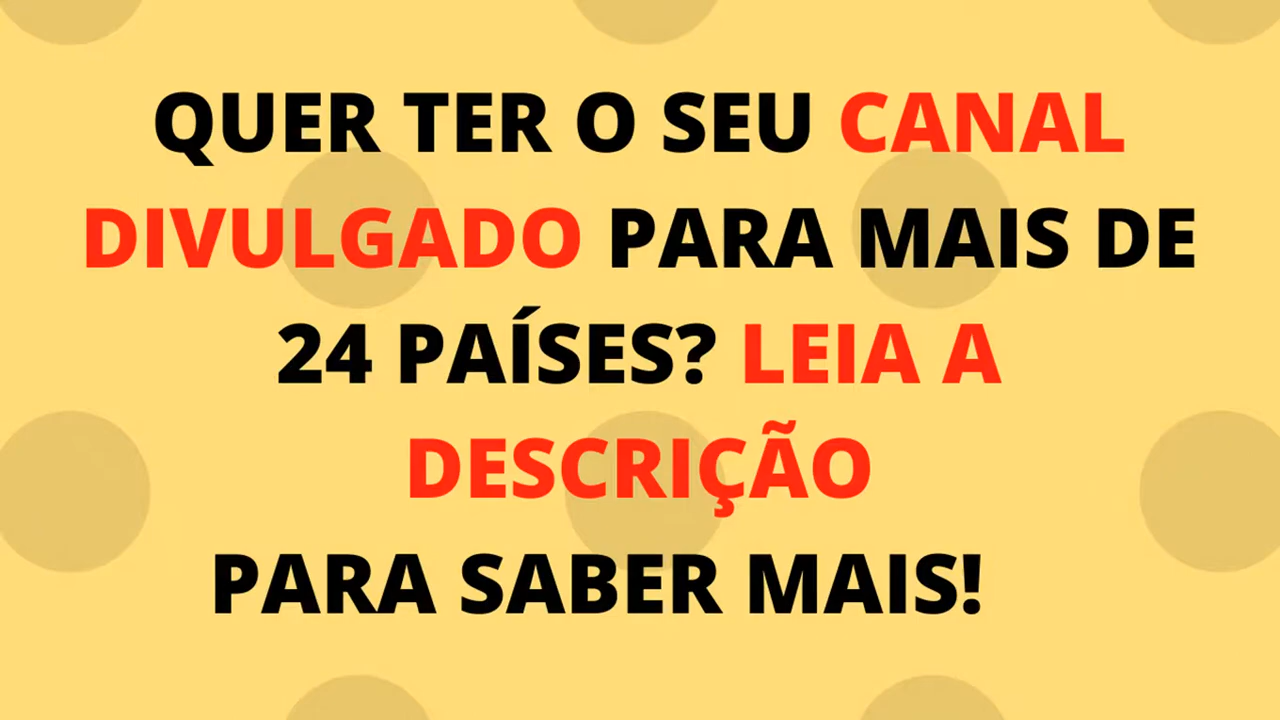 QUER TER O SEU CANAL
DIVULGADO PARA MAIS DE
24 PAÍSES? LEIA A
DESCRIÇÃO
PARA SABER MAIS!